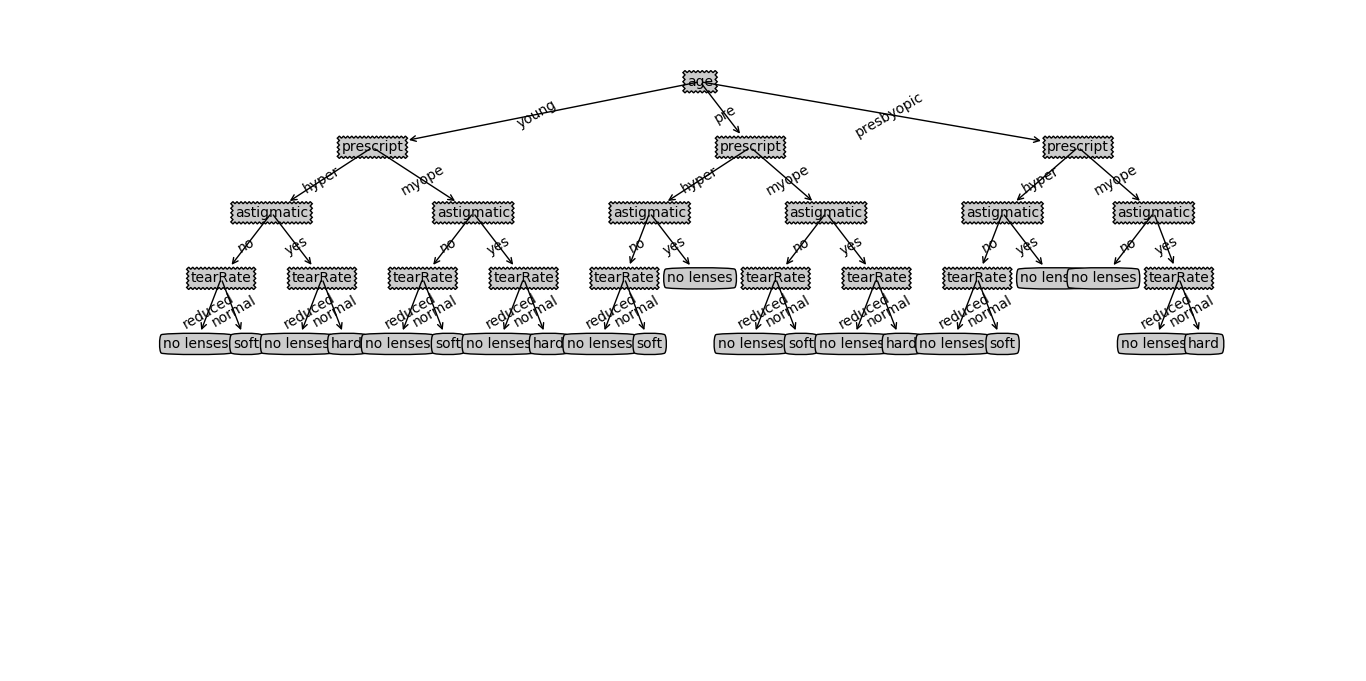 age
young pre presbyopic
prescript prescript prescript
hyper myope hyper myope hyper myope
astigmatic astigmatic astigmatic astigmatic astigmatic astigmatic
no yes no yes no yes no yes no yes no yes
tearRate tearRate tearRate tearRate tearRate no lenses tearRate tearRate tearRate no lens no lenses tearRate
reduced normal reduced normal reduced normal reduced normal reduced normal reduced normal reduced normal reduced normal reduced normal
no lenses soft no lenses hard no lenses soft no lenses hard no lenses soft no lenses soft no lenses hard no lenses soft no lenses hard